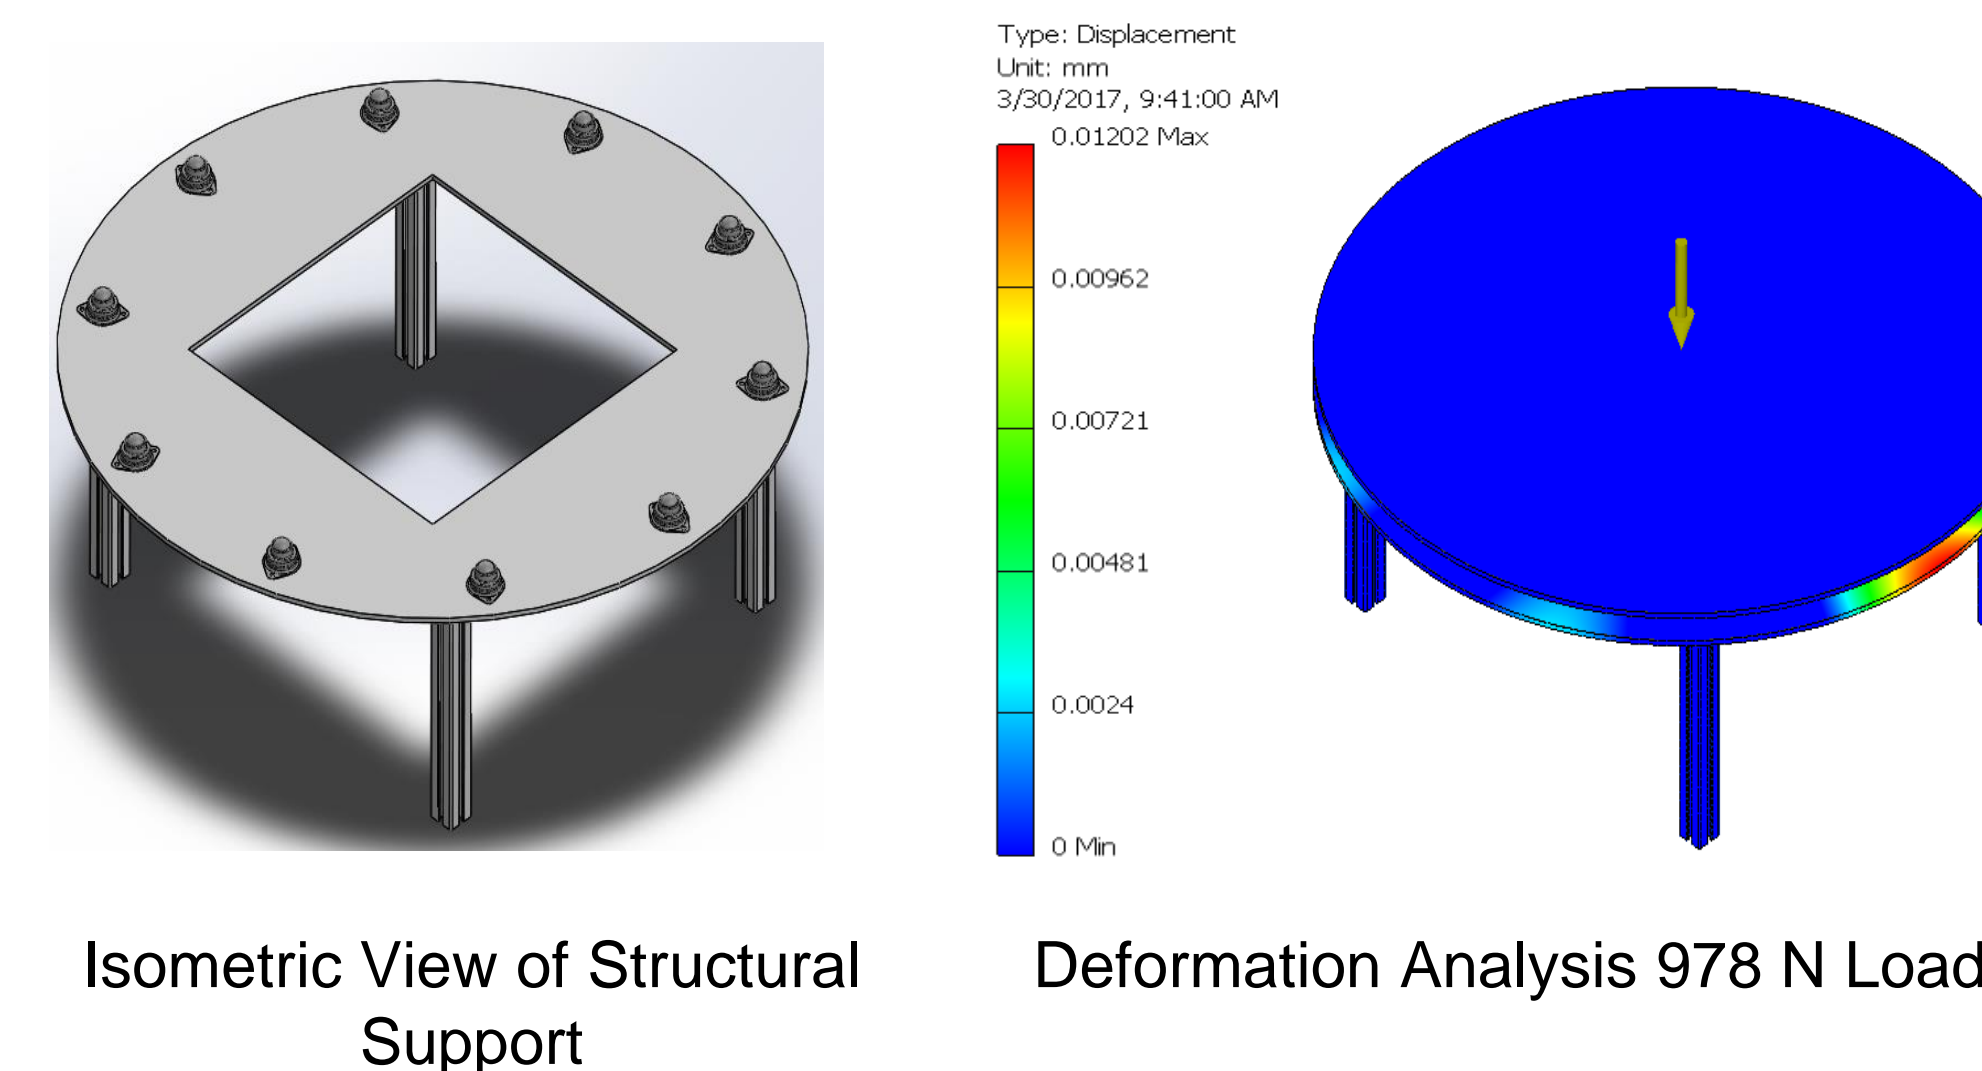 Type: Displacement
Unit: mm
3/30/2017, 9:41:00 AM
0.01202 Max
0.00962
0.00721
0.00481
0.0024
0 Min
Isometric View of Structural
Support
Deformation Analysis 978 N Load